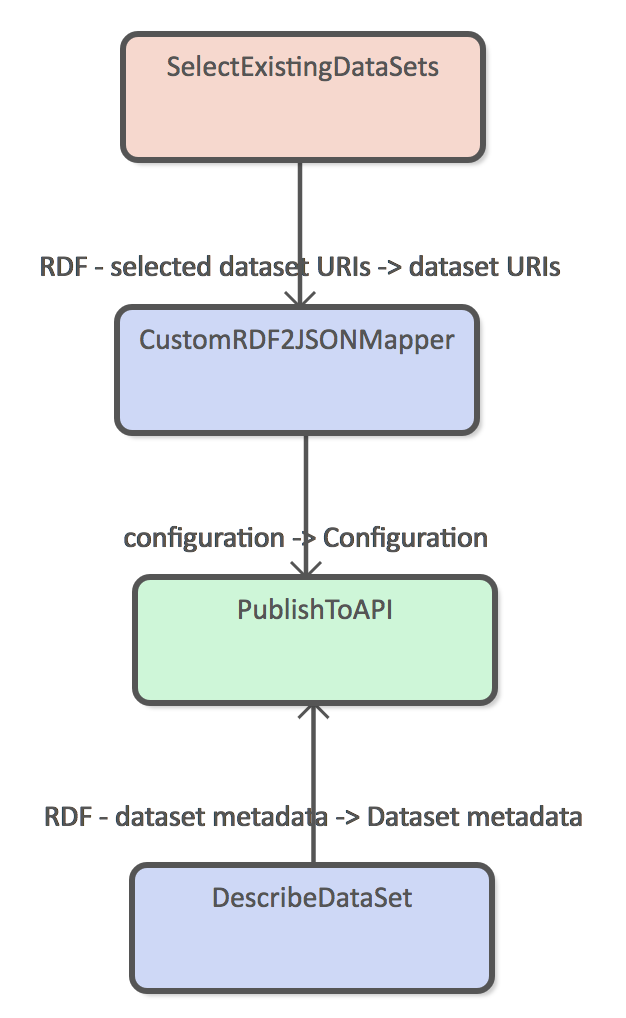 SelectExistingDataSets
RDF - selected dataset URIs -> dataset URIs
CustomRDF2JSONMapper
configuration -> Configuration
PublishToAPI
RDF - dataset metadata -> Dataset metadata
DescribeDataSet